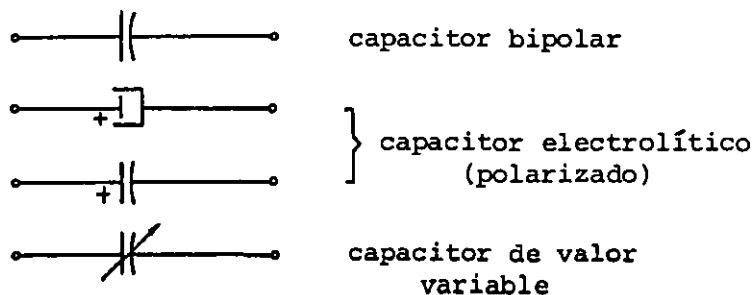 capacitor bipolar
+
capacitor electrolítico
(polarizado)
+
capacitor de valor
variable